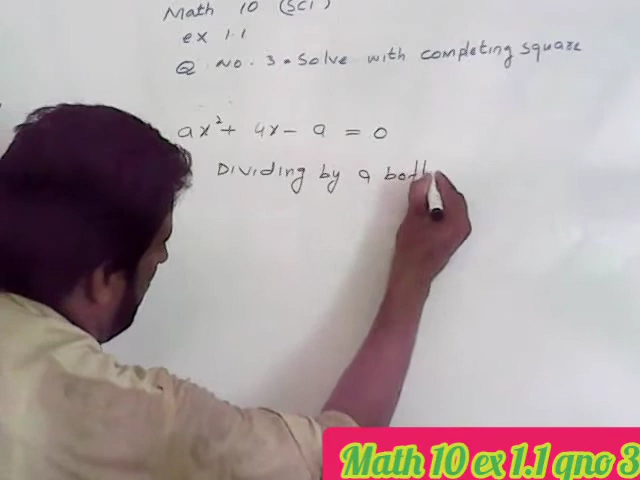 Math 10 (SCI)
ex 1.1
Q No. 3. Solve with completing square
ax² + 4x - a = 0
Dividing by a both
Math 10 ex 1.1 qno 3